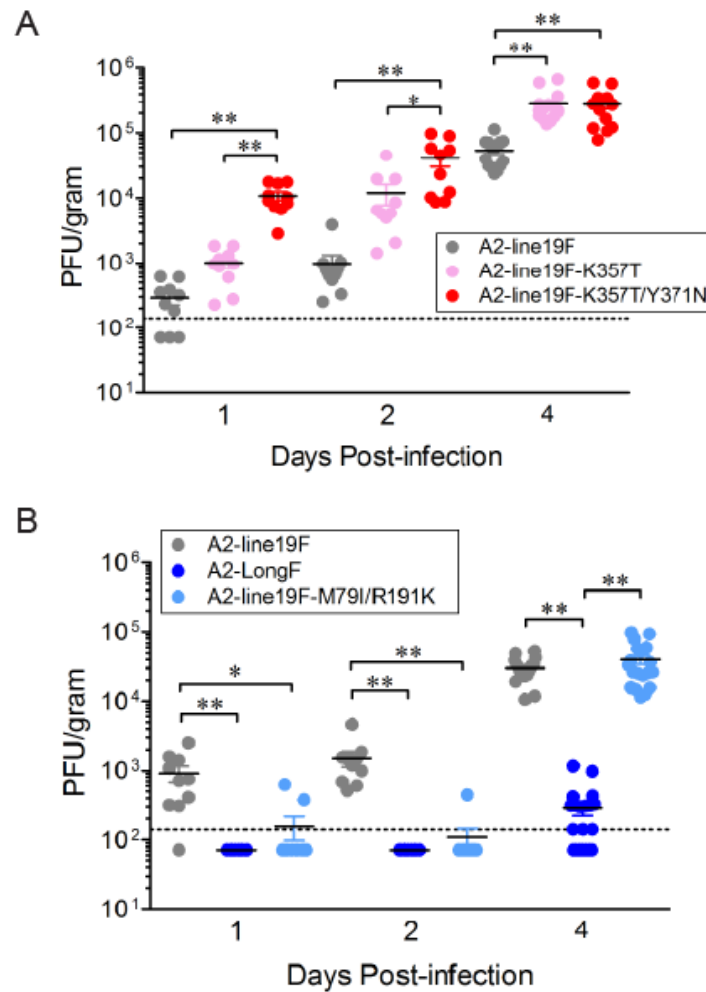 A
10^6
10^5
10^4
10^3
10^2
10^1
PFU/gram
**
**
**
*
**
**
A2-line19F
A2-line19F-K357T
A2-line19F-K357T/Y371N
1 2 4
Days Post-infection
B
10^6
10^5
10^4
10^3
10^2
10^1
PFU/gram
A2-line19F
A2-LongF
A2-line19F-M79I/R191K
*
**
**
**
**
**
1 2 4
Days Post-infection